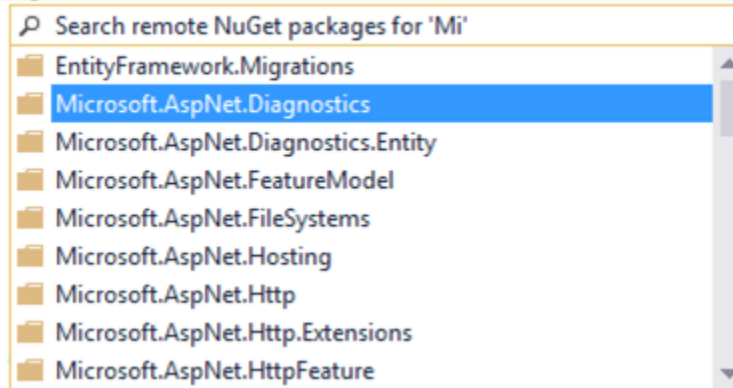 Search remote NuGet packages for 'Mi'
EntityFramework.Migrations
Microsoft.AspNet.Diagnostics
Microsoft.AspNet.Diagnostics.Entity
Microsoft.AspNet.FeatureModel
Microsoft.AspNet.FileSystems
Microsoft.AspNet.Hosting
Microsoft.AspNet.Http
Microsoft.AspNet.Http.Extensions
Microsoft.AspNet.HttpFeature